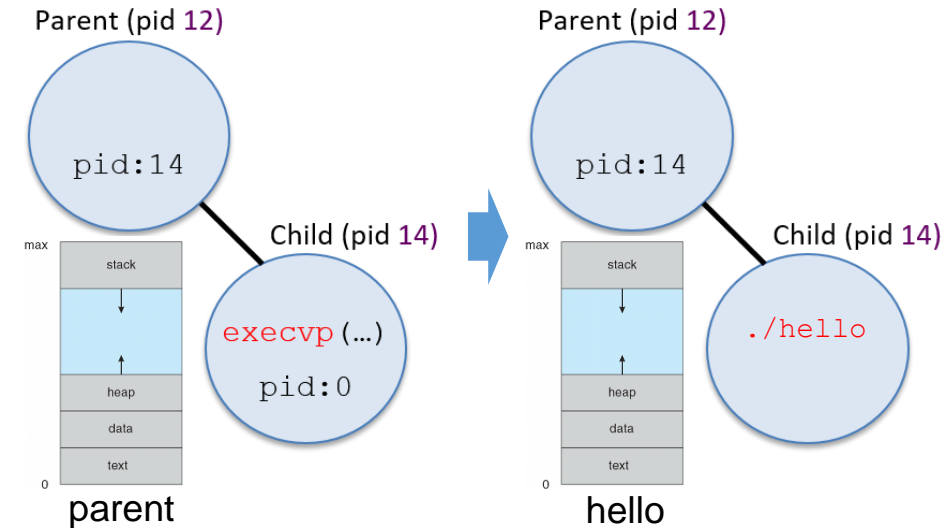 Parent (pid 12)
pid:14
Child (pid 14)
execvp(…)
pid:0
max
stack
heap
data
text
0
parent
Parent (pid 12)
pid:14
Child (pid 14)
./hello
max
stack
heap
data
text
0
hello